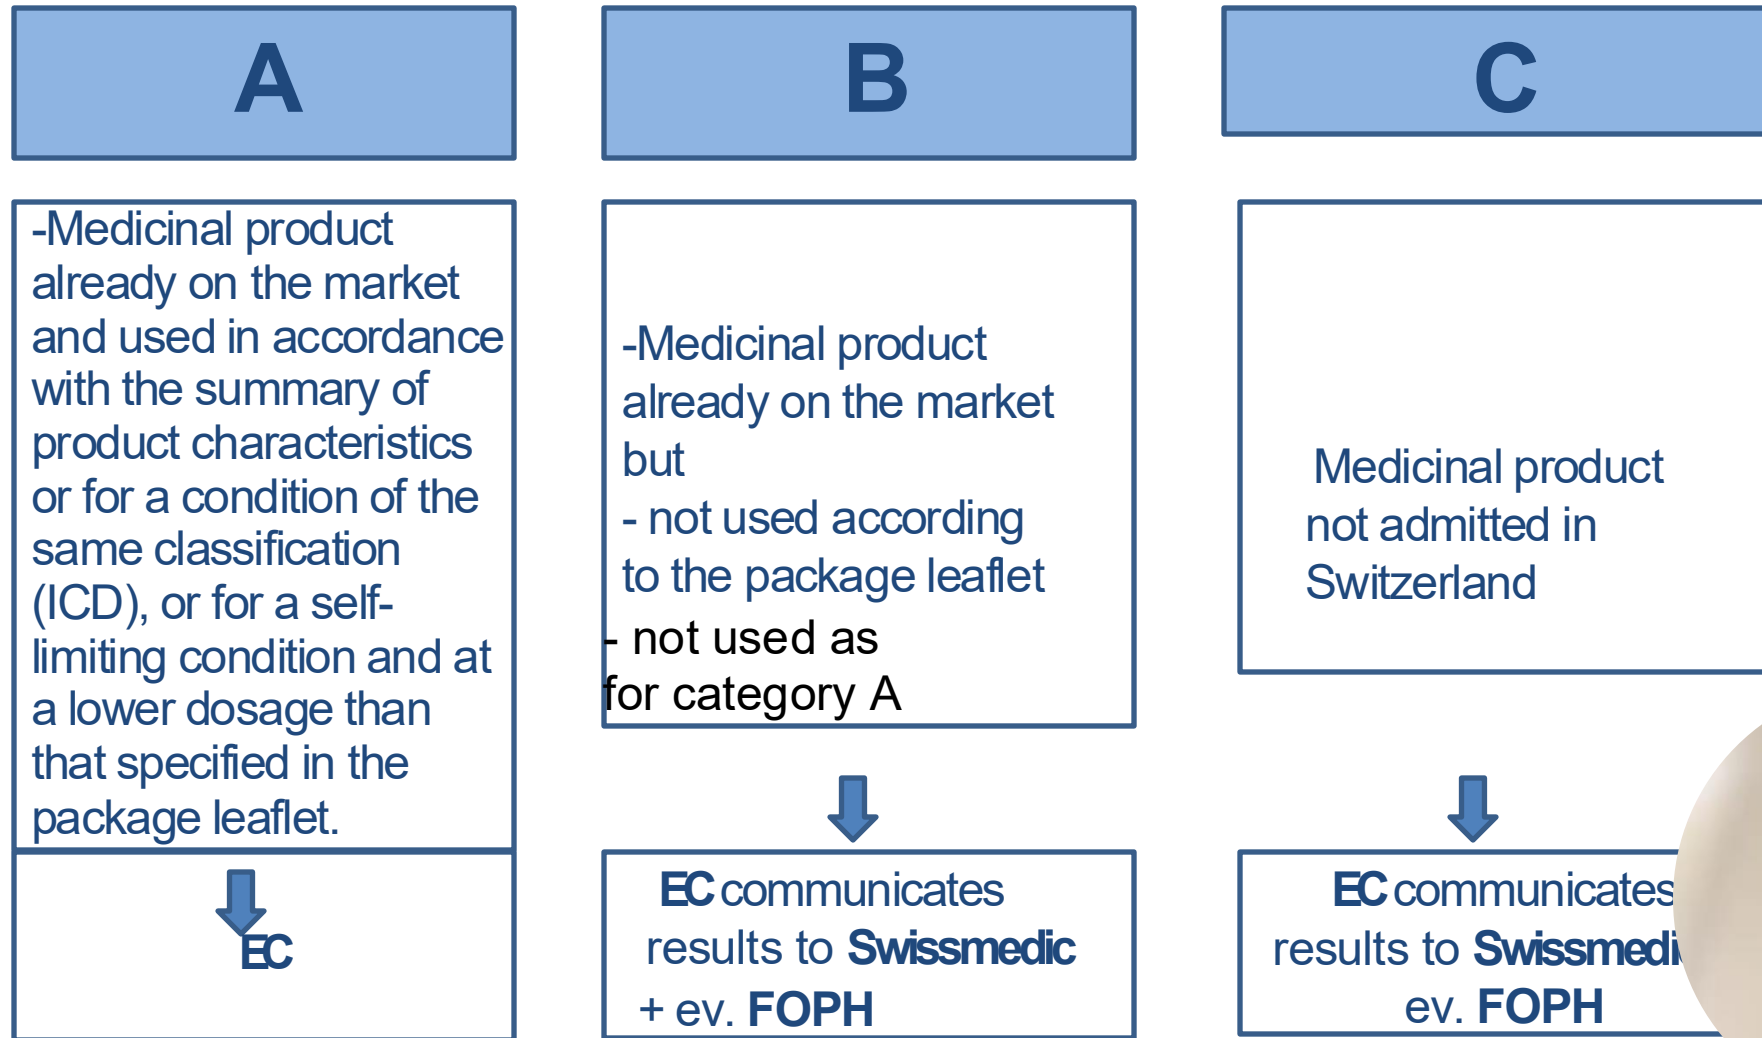 A
-Medicinal product
already on the market
and used in accordance
with the summary of
product characteristics
or for a condition of the
same classification
(ICD), or for a self-
limiting condition and at
a lower dosage than
that specified in the
package leaflet.
EC
B
-Medicinal product
already on the market
but
- not used according
to the package leaflet
- not used as
for category A
EC communicates
results to Swissmedic
+ ev. FOPH
C
Medicinal product
not admitted in
Switzerland
EC communicates
results to Swissmedic
ev. FOPH